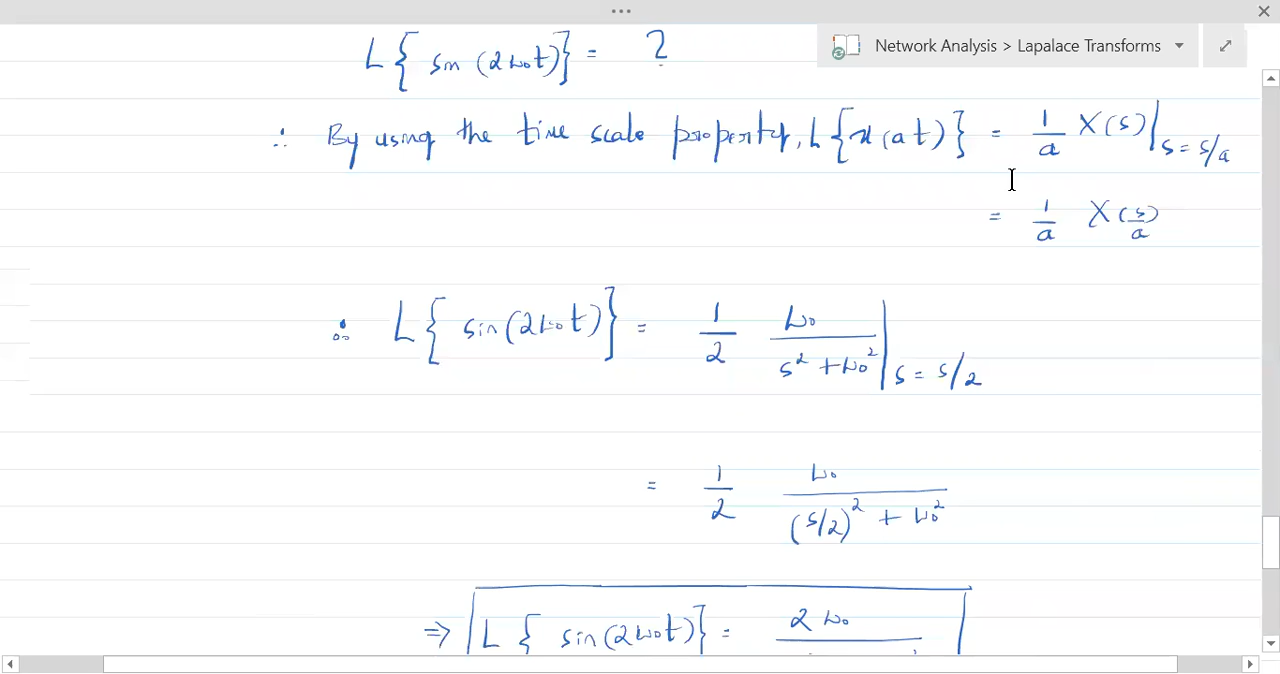 Network Analysis > Lapalace Transforms
L{ sin (2ω₀t)} = ?
∴ By using the time scale property, L{x(at)} = 1/a X(s)|s = s/a
= 1/a X(s/a)
∴ L{ sin(2ω₀t)} = 1/2 ω₀/(s² + ω₀²)|s = s/2
= 1/2 ω₀/((s/2)² + ω₀²)
⇒ L { sin(2ω₀t)} = 2ω₀